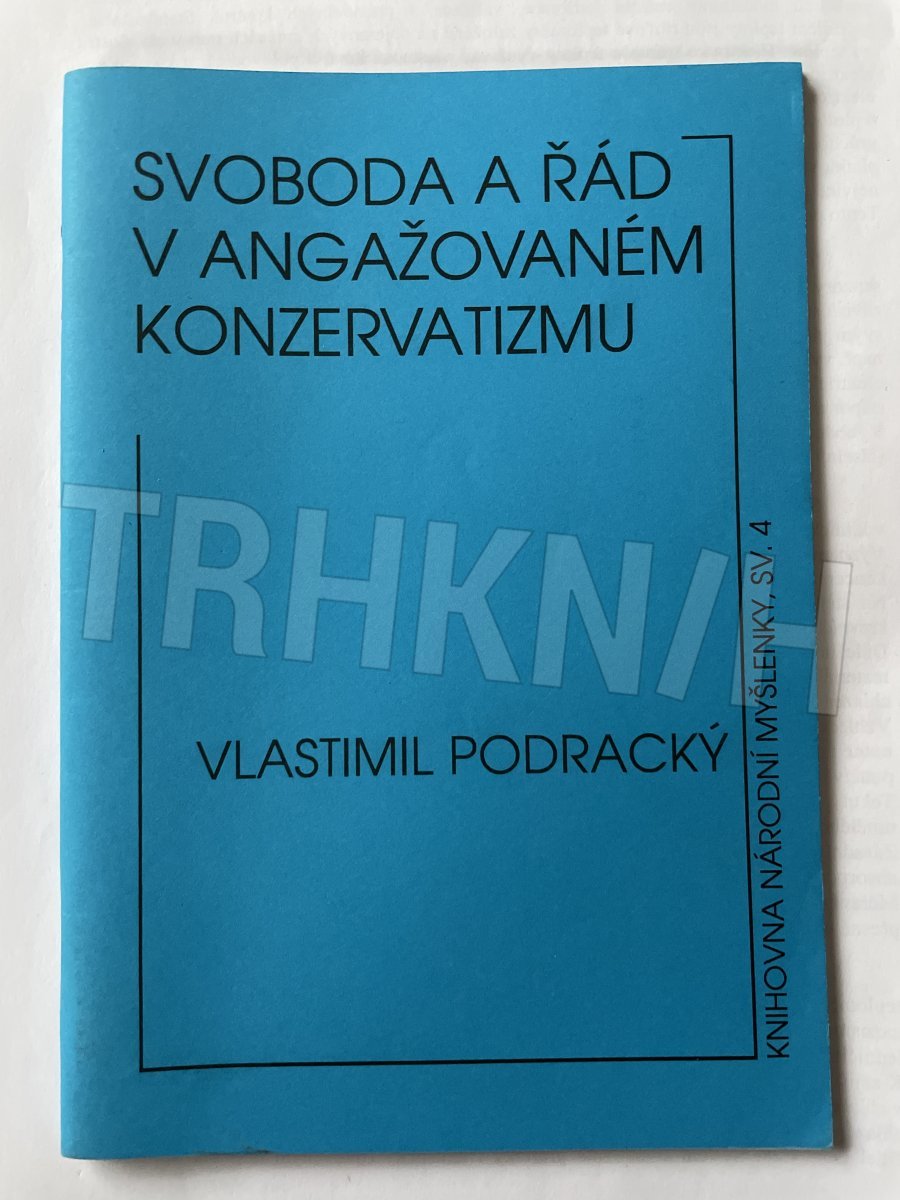 SVOBODA A ŘÁD
V ANGAŽOVANÉM
KONZERVATIZMU
TRHKNIH
VLASTIMIL PODRACKÝ
KNIHOVNA NÁRODNÍ MYŠLENKY, SV. 4